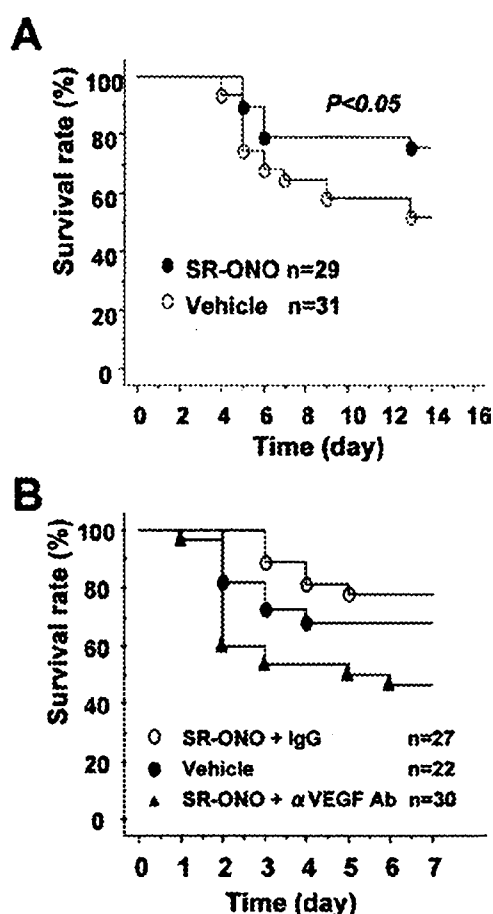 A
Survival rate (%)
100
80
60
40
20
0
P<0.05
SR-ONO n=29
Vehicle n=31
0 2 4 6 8 10 12 14 16
Time (day)
B
Survival rate (%)
100
80
60
40
20
0
SR-ONO + IgG n=27
Vehicle n=22
SR-ONO + αVEGF Ab n=30
0 1 2 3 4 5 6 7
Time (day)